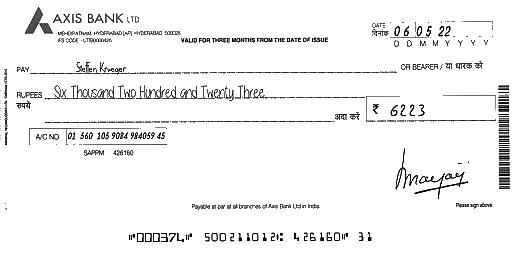 AXIS BANK LTD
MEHDIPATNAM, HYDERABAD [AP] HYDERABAD 500028
IFS CODE - UTIB0000426
VALID FOR THREE MONTHS FROM THE DATE OF ISSUE
DATE
दिनांक 06 05 22
D D M M Y Y Y Y
PAY Steffen Krueger OR BEARER / या धारक को
RUPEES Six Thousand Two Hundred and Twenty Three
रुपये अदा करें ₹ 6223
A/C NO 01 560 105 9084 984059 45
SAPPM 426160
Payable at par at all branches of Axis Bank Ltd in India.
Please sign above
⑈000374⑈ 500211012⑆ 426160⑈ 31